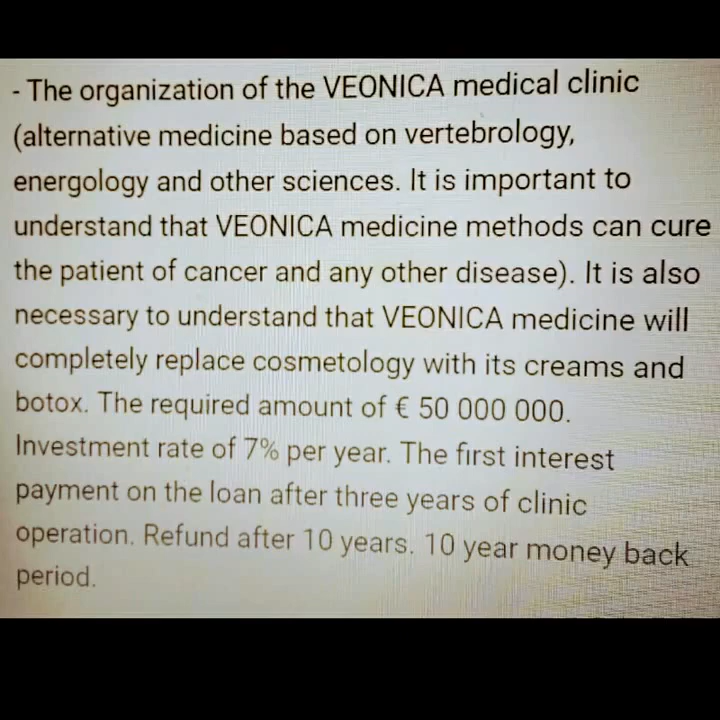 - The organization of the VEONICA medical clinic
(alternative medicine based on vertebrology,
energology and other sciences. It is important to
understand that VEONICA medicine methods can cure
the patient of cancer and any other disease). It is also
necessary to understand that VEONICA medicine will
completely replace cosmetology with its creams and
botox. The required amount of € 50 000 000.
Investment rate of 7% per year. The first interest
payment on the loan after three years of clinic
operation. Refund after 10 years. 10 year money back
period.